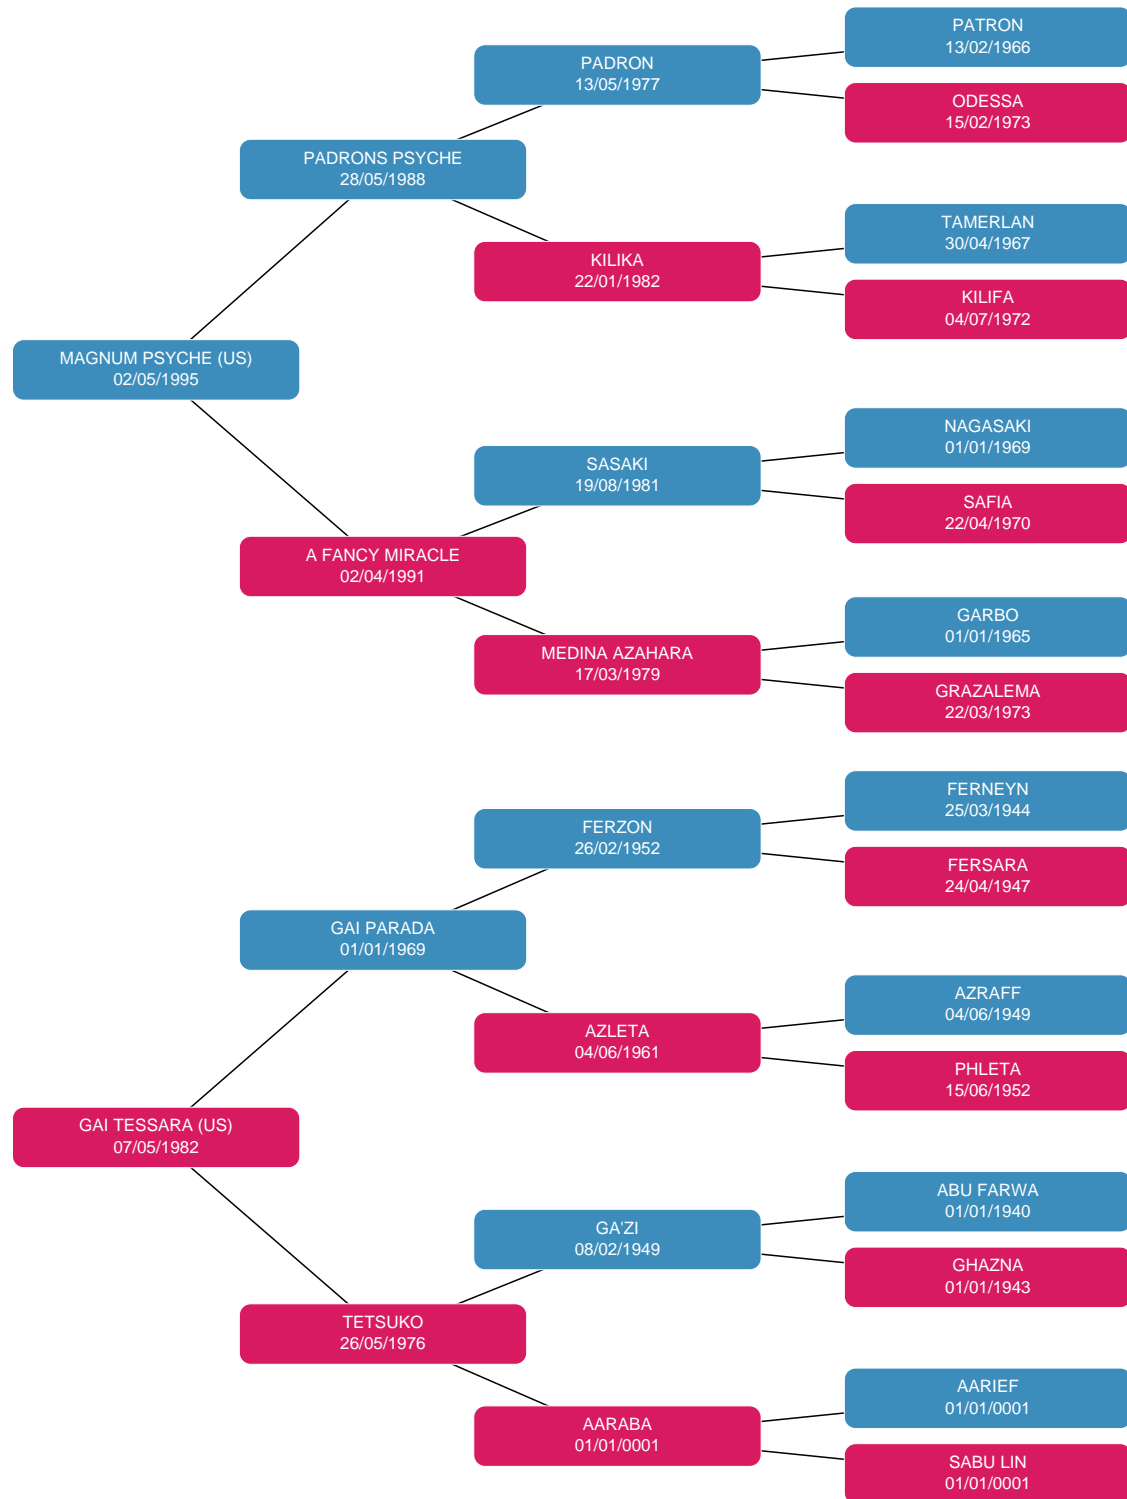 PATRON
13/02/1966
PADRON
13/05/1977
ODESSA
15/02/1973
PADRONS PSYCHE
28/05/1988
TAMERLAN
30/04/1967
KILIKA
22/01/1982
KILIFA
04/07/1972
MAGNUM PSYCHE (US)
02/05/1995
NAGASAKI
01/01/1969
SASAKI
19/08/1981
SAFIA
22/04/1970
A FANCY MIRACLE
02/04/1991
GARBO
01/01/1965
MEDINA AZAHARA
17/03/1979
GRAZALEMA
22/03/1973
FERNEYN
25/03/1944
FERZON
26/02/1952
FERSARA
24/04/1947
GAI PARADA
01/01/1969
AZRAFF
04/06/1949
AZLETA
04/06/1961
PHLETA
15/06/1952
GAI TESSARA (US)
07/05/1982
ABU FARWA
01/01/1940
GA'ZI
08/02/1949
GHAZNA
01/01/1943
TETSUKO
26/05/1976
AARIEF
01/01/0001
AARABA
01/01/0001
SABU LIN
01/01/0001